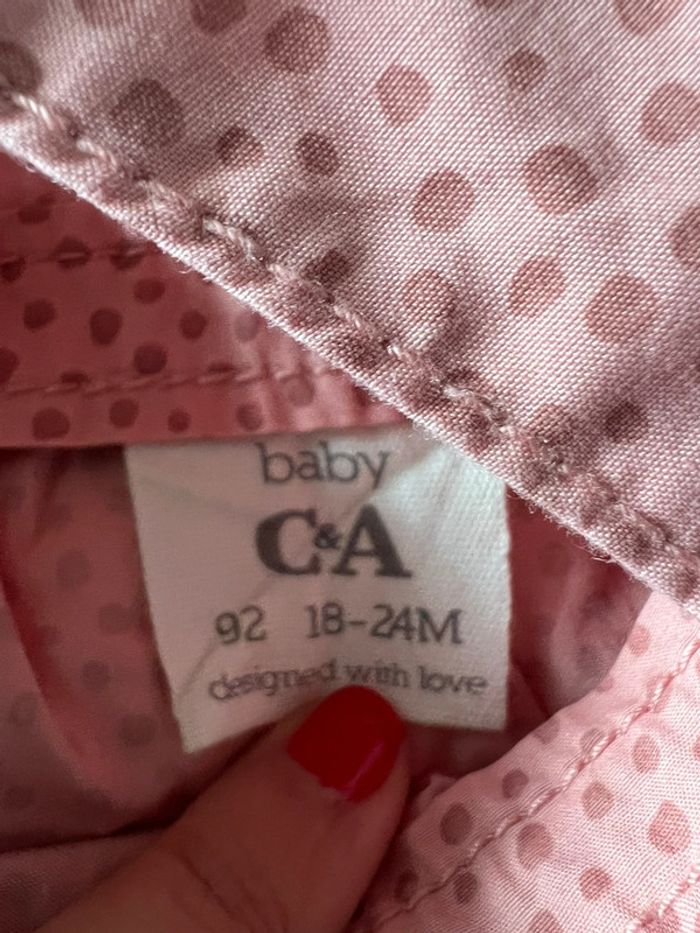 baby
C&A
92 18-24M
designed with love